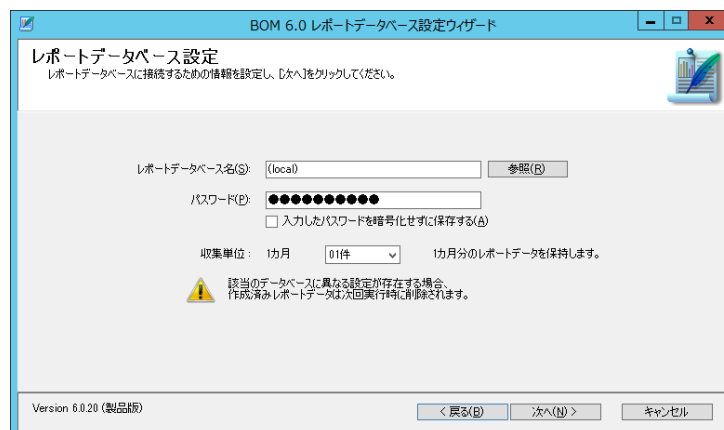 BOM 6.0 レポートデータベース設定ウィザード
レポートデータベース設定
レポートデータベースに接続するための情報を設定し、[次へ]をクリックしてください。
レポートデータベース名(S): (local) 参照(R)
パスワード(P): ●●●●●●●●●●
入力したパスワードを暗号化せずに保存する(A)
収集単位: 1カ月 01件 1カ月分のレポートデータを保持します。
該当のデータベースに異なる設定が存在する場合、
作成済みレポートデータは次回実行時に削除されます。
Version 6.0.20 (製品版) < 戻る(B) 次へ(N) > キャンセル